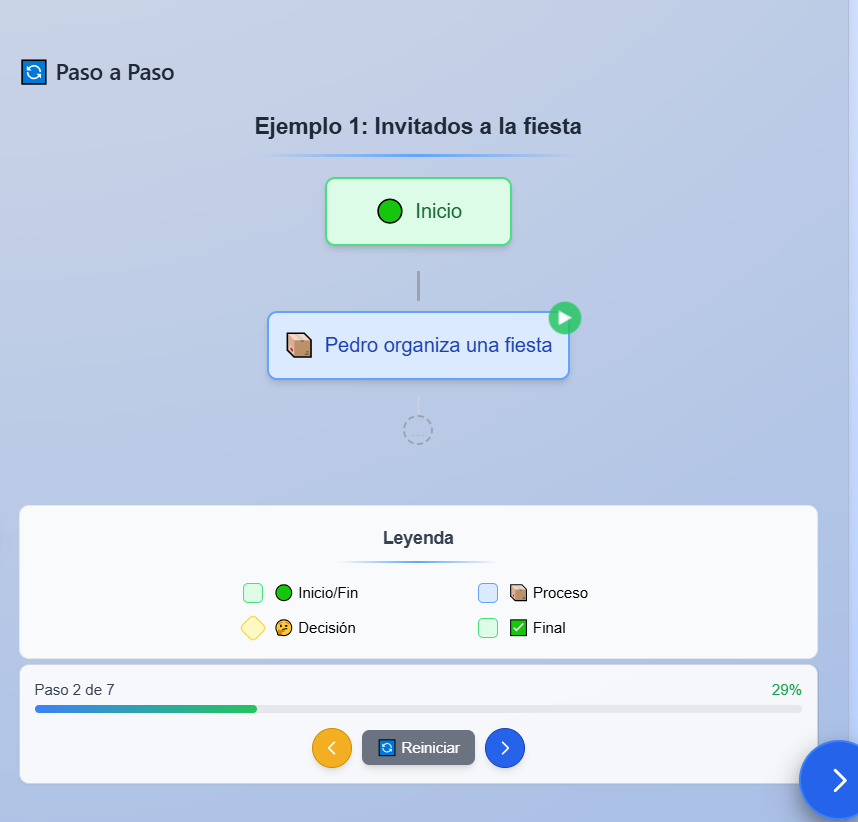 Paso a Paso
Ejemplo 1: Invitados a la fiesta
Inicio
Pedro organiza una fiesta
Leyenda
Inicio/Fin
Proceso
Decisión
Final
Paso 2 de 7
29%
Reiniciar